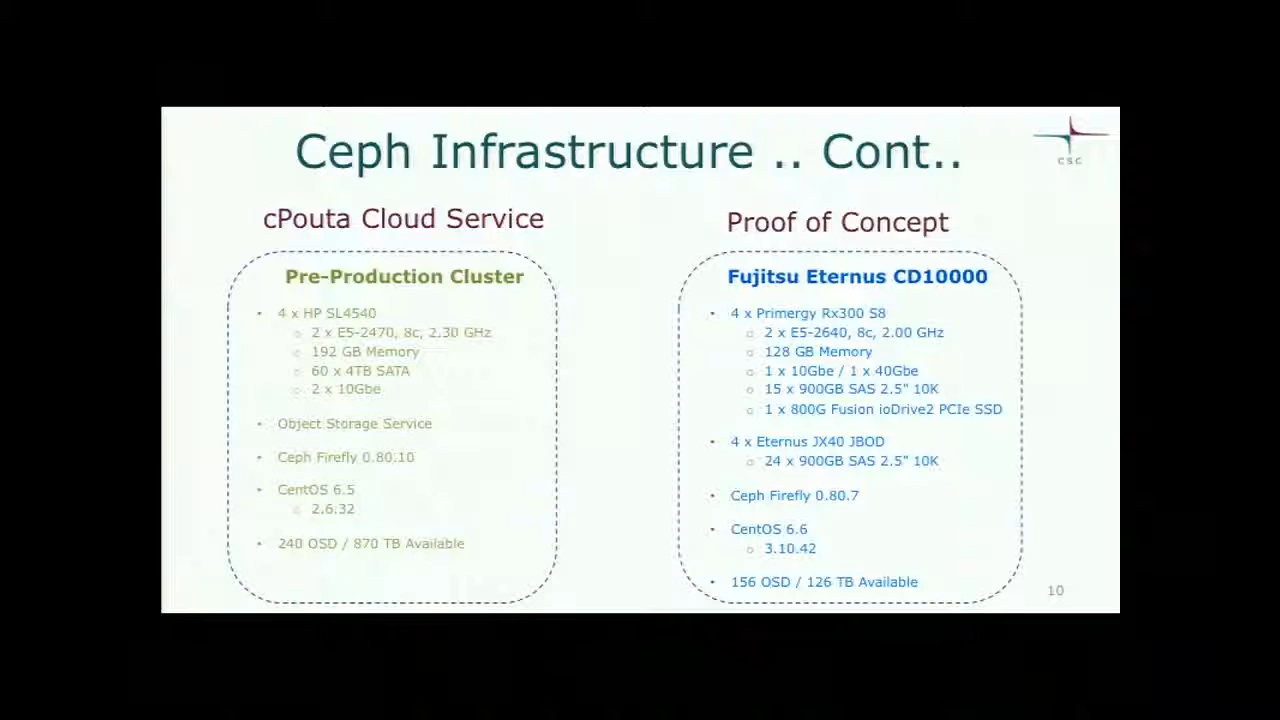 Ceph Infrastructure .. Cont..
CSC
cPouta Cloud Service
Pre-Production Cluster
• 4 x HP SL4540
o 2 x E5-2470, 8c, 2.30 GHz
o 192 GB Memory
o 60 x 4TB SATA
o 2 x 10Gbe
• Object Storage Service
• Ceph Firefly 0.80.10
• CentOS 6.5
o 2.6.32
• 240 OSD / 870 TB Available
Proof of Concept
Fujitsu Eternus CD10000
• 4 x Primergy Rx300 S8
o 2 x E5-2640, 8c, 2.00 GHz
o 128 GB Memory
o 1 x 10Gbe / 1 x 40Gbe
o 15 x 900GB SAS 2.5" 10K
o 1 x 800G Fusion ioDrive2 PCIe SSD
• 4 x Eternus JX40 JBOD
o 24 x 900GB SAS 2.5" 10K
• Ceph Firefly 0.80.7
• CentOS 6.6
o 3.10.42
• 156 OSD / 126 TB Available
10